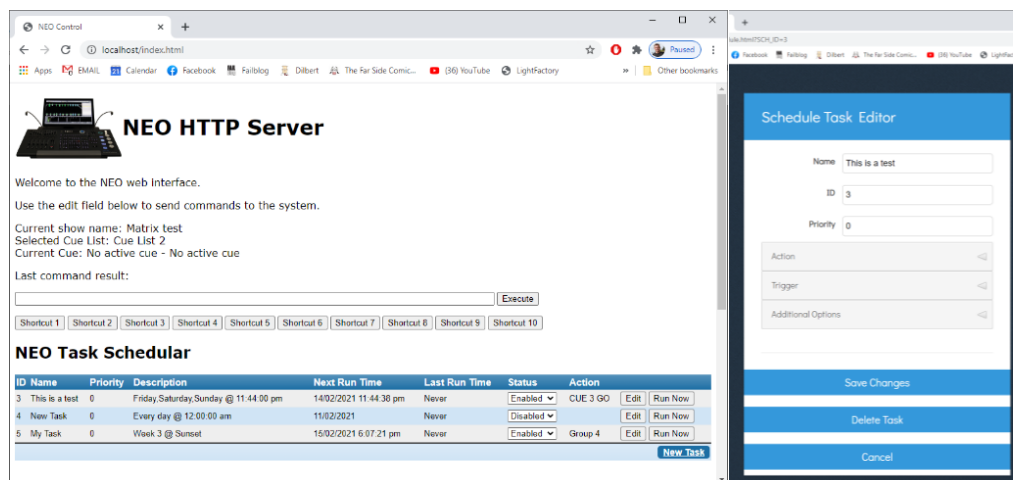 NEO Control
localhost/index.html
Paused
Apps EMAIL Calendar Facebook Failblog Dilbert The Far Side Comic... (36) YouTube LightFactory Other bookmarks
NEO HTTP Server
Welcome to the NEO web interface.
Use the edit field below to send commands to the system.
Current show name: Matrix test
Selected Cue List: Cue List 2
Current Cue: No active cue - No active cue
Last command result:
Execute
Shortcut 1 Shortcut 2 Shortcut 3 Shortcut 4 Shortcut 5 Shortcut 6 Shortcut 7 Shortcut 8 Shortcut 9 Shortcut 10
NEO Task Schedular
ID Name Priority Description Next Run Time Last Run Time Status Action
3 This is a test 0 Friday,Saturday,Sunday @ 11:44:00 pm 14/02/2021 11:44:38 pm Never Enabled CUE 3 GO Edit Run Now
4 New Task 0 Every day @ 12:00:00 am 11/02/2021 Never Disabled Edit Run Now
5 My Task 0 Week 3 @ Sunset 15/02/2021 6:07:21 pm Never Enabled Group 4 Edit Run Now
New Task
.html?SCH_ID=3
Facebook Failblog Dilbert The Far Side Comic... (36) YouTube
Schedule Task Editor
Name This is a test
ID 3
Priority 0
Action
Trigger
Additional Options
Save Changes
Delete Task
Cancel